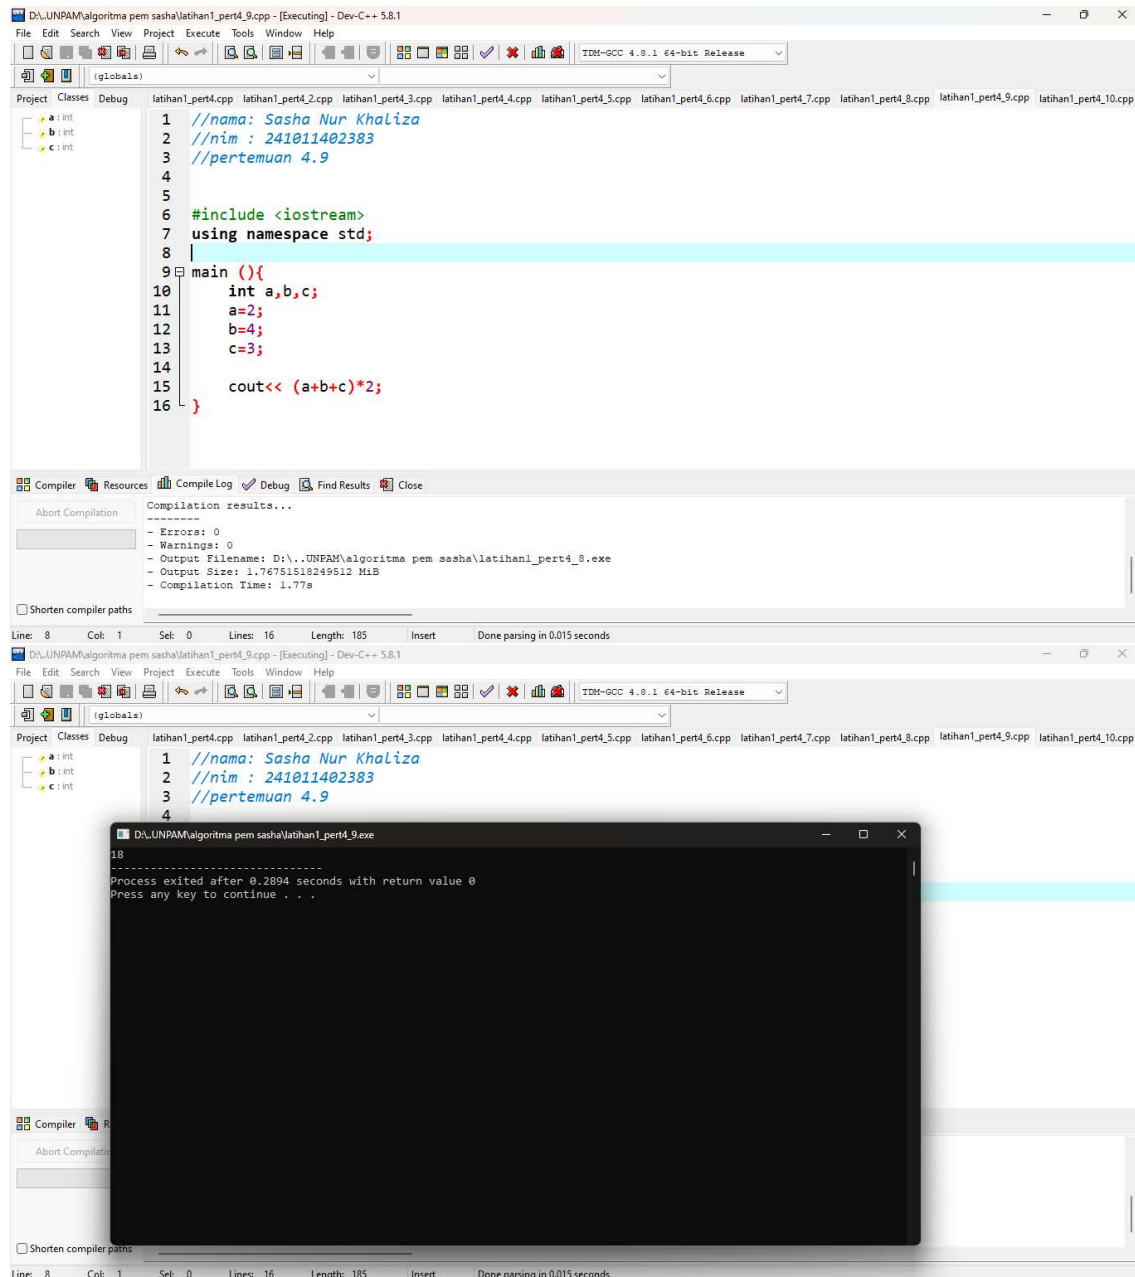 D:\..UNPAM\algoritma pem sasha\latihan1_pert4_9.cpp - [Executing] - Dev-C++ 5.8.1
File Edit Search View Project Execute Tools Window Help
TDM-GCC 4.8.1 64-bit Release
(globals)
Project Classes Debug latihan1_pert4.cpp latihan1_pert4_2.cpp latihan1_pert4_3.cpp latihan1_pert4_4.cpp latihan1_pert4_5.cpp latihan1_pert4_6.cpp latihan1_pert4_7.cpp latihan1_pert4_8.cpp latihan1_pert4_9.cpp latihan1_pert4_10.cpp
a : int
b : int
c : int
1 //nama: Sasha Nur Khaliza
2 //nim : 241011402383
3 //pertemuan 4.9
4
5
6 #include <iostream>
7 using namespace std;
8
9 main (){
10 int a,b,c;
11 a=2;
12 b=4;
13 c=3;
14
15 cout<< (a+b+c)*2;
16 }
Compiler Resources Compile Log Debug Find Results Close
Abort Compilation
Compilation results...
--------
- Errors: 0
- Warnings: 0
- Output Filename: D:\..UNPAM\algoritma pem sasha\latihan1_pert4_8.exe
- Output Size: 1.76751518249512 MiB
- Compilation Time: 1.77s
Shorten compiler paths
Line: 8 Col: 1 Sel: 0 Lines: 16 Length: 185 Insert Done parsing in 0.015 seconds
D:\..UNPAM\algoritma pem sasha\latihan1_pert4_9.cpp - [Executing] - Dev-C++ 5.8.1
File Edit Search View Project Execute Tools Window Help
TDM-GCC 4.8.1 64-bit Release
(globals)
Project Classes Debug latihan1_pert4.cpp latihan1_pert4_2.cpp latihan1_pert4_3.cpp latihan1_pert4_4.cpp latihan1_pert4_5.cpp latihan1_pert4_6.cpp latihan1_pert4_7.cpp latihan1_pert4_8.cpp latihan1_pert4_9.cpp latihan1_pert4_10.cpp
a : int
b : int
c : int
1 //nama: Sasha Nur Khaliza
2 //nim : 241011402383
3 //pertemuan 4.9
4
D:\..UNPAM\algoritma pem sasha\latihan1_pert4_9.exe
18
--------------------------------
Process exited after 0.2894 seconds with return value 0
Press any key to continue . . .
Compiler R
Abort Compilatic
Shorten compiler paths
Line: 8 Col: 1 Sel: 0 Lines: 16 Length: 185 Insert Done parsing in 0.015 seconds